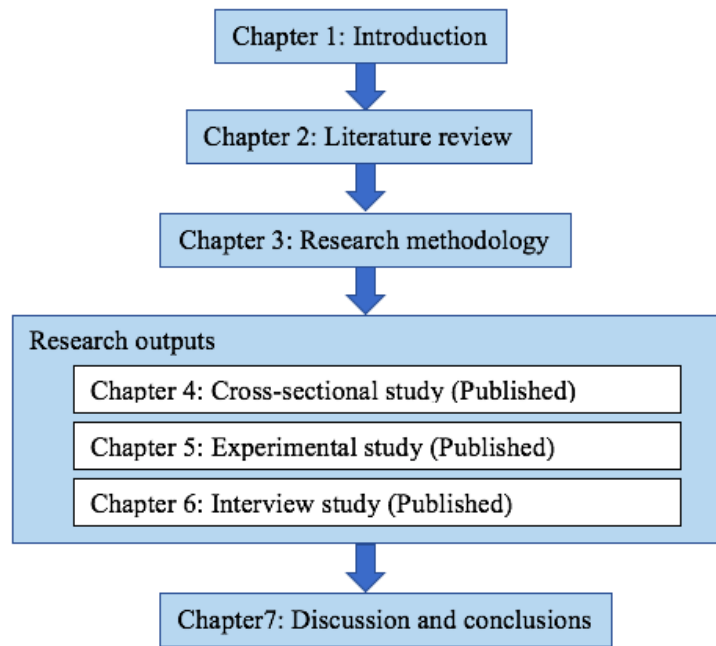 Chapter 1: Introduction
Chapter 2: Literature review
Chapter 3: Research methodology
Research outputs
Chapter 4: Cross-sectional study (Published)
Chapter 5: Experimental study (Published)
Chapter 6: Interview study (Published)
Chapter7: Discussion and conclusions